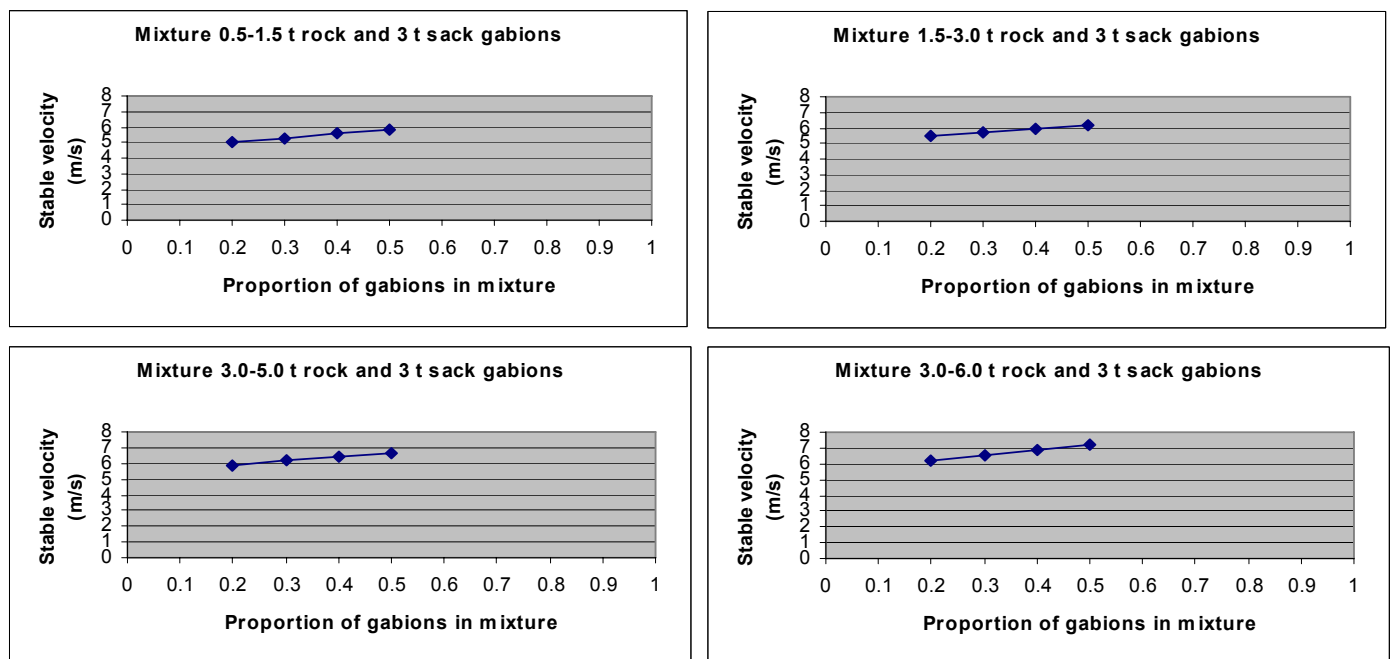 Mixture 0.5-1.5 t rock and 3 t sack gabions
Stable velocity
(m/s)
8
7
6
5
4
3
2
1
0
0 0.1 0.2 0.3 0.4 0.5 0.6 0.7 0.8 0.9 1
Proportion of gabions in mixture
Mixture 1.5-3.0 t rock and 3 t sack gabions
Stable velocity
(m/s)
8
7
6
5
4
3
2
1
0
0 0.1 0.2 0.3 0.4 0.5 0.6 0.7 0.8 0.9 1
Proportion of gabions in mixture
Mixture 3.0-5.0 t rock and 3 t sack gabions
Stable velocity
(m/s)
8
7
6
5
4
3
2
1
0
0 0.1 0.2 0.3 0.4 0.5 0.6 0.7 0.8 0.9 1
Proportion of gabions in mixture
Mixture 3.0-6.0 t rock and 3 t sack gabions
Stable velocity
(m/s)
8
7
6
5
4
3
2
1
0
0 0.1 0.2 0.3 0.4 0.5 0.6 0.7 0.8 0.9 1
Proportion of gabions in mixture